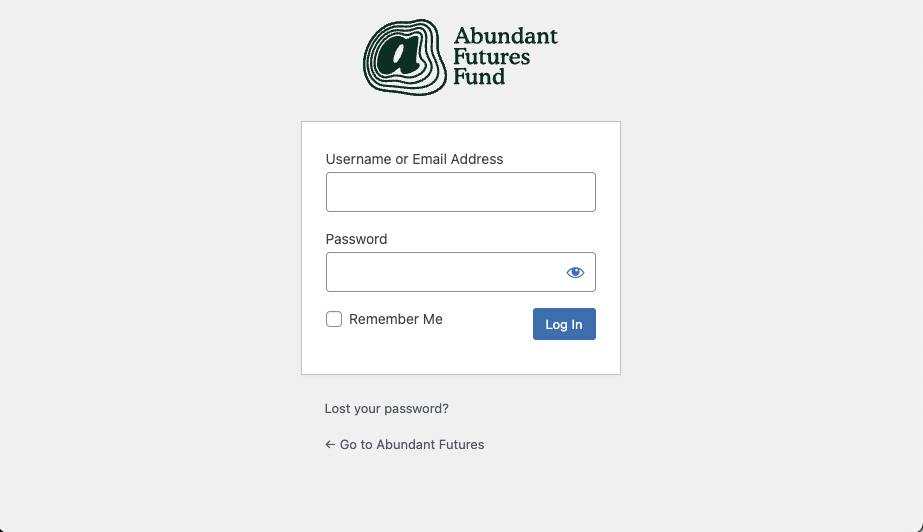 a
Abundant
Futures
Fund
Username or Email Address
Password
Remember Me
Log In
Lost your password?
← Go to Abundant Futures